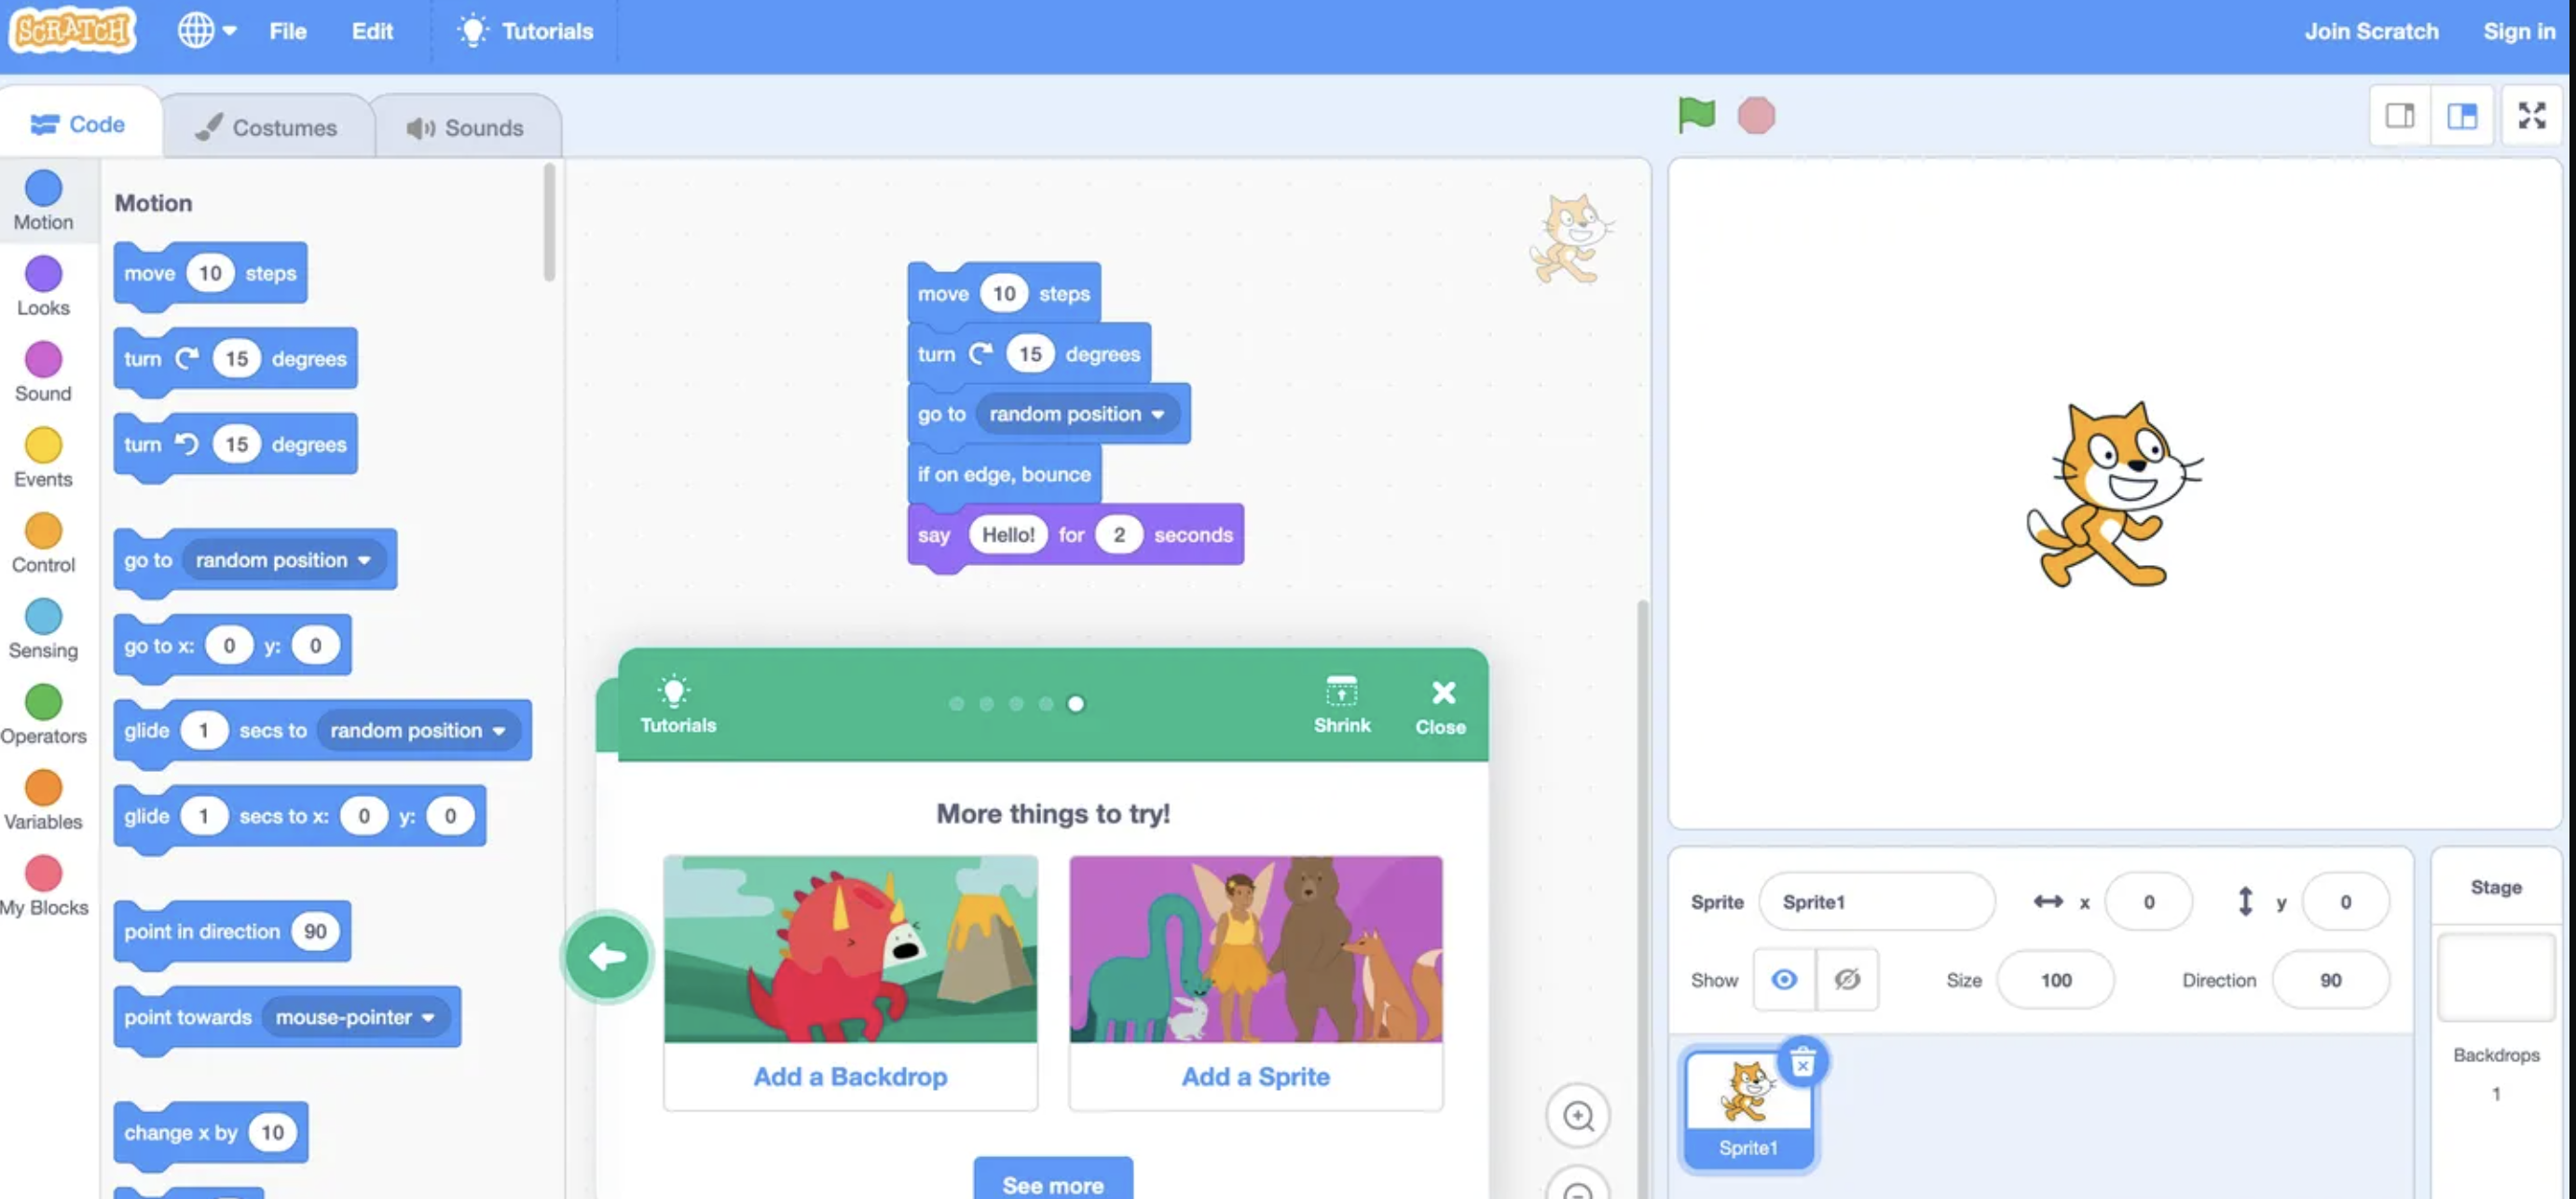 SCRATCH File Edit Tutorials Join Scratch Sign in
Code Costumes Sounds
Motion
Looks
Sound
Events
Control
Sensing
Operators
Variables
My Blocks
Motion
move 10 steps
turn 15 degrees
turn 15 degrees
go to random position
go to x: 0 y: 0
glide 1 secs to random position
glide 1 secs to x: 0 y: 0
point in direction 90
point towards mouse-pointer
change x by 10
move 10 steps
turn 15 degrees
go to random position
if on edge, bounce
say Hello! for 2 seconds
Tutorials Shrink Close
More things to try!
Add a Backdrop Add a Sprite
See more
Sprite Sprite1 x 0 y 0
Show Size 100 Direction 90
Sprite1
Stage
Backdrops
1